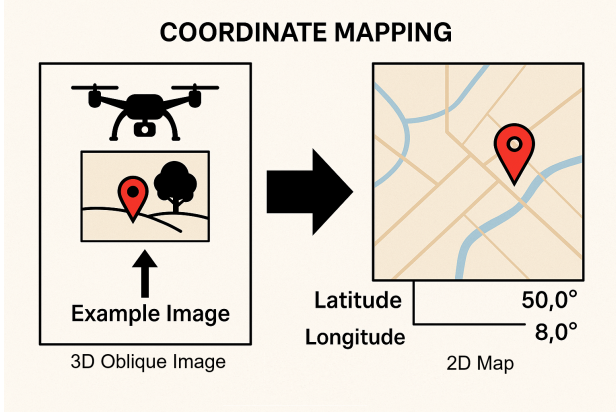 COORDINATE MAPPING
Example Image
3D Oblique Image
Latitude 50,0°
Longitude 8,0°
2D Map